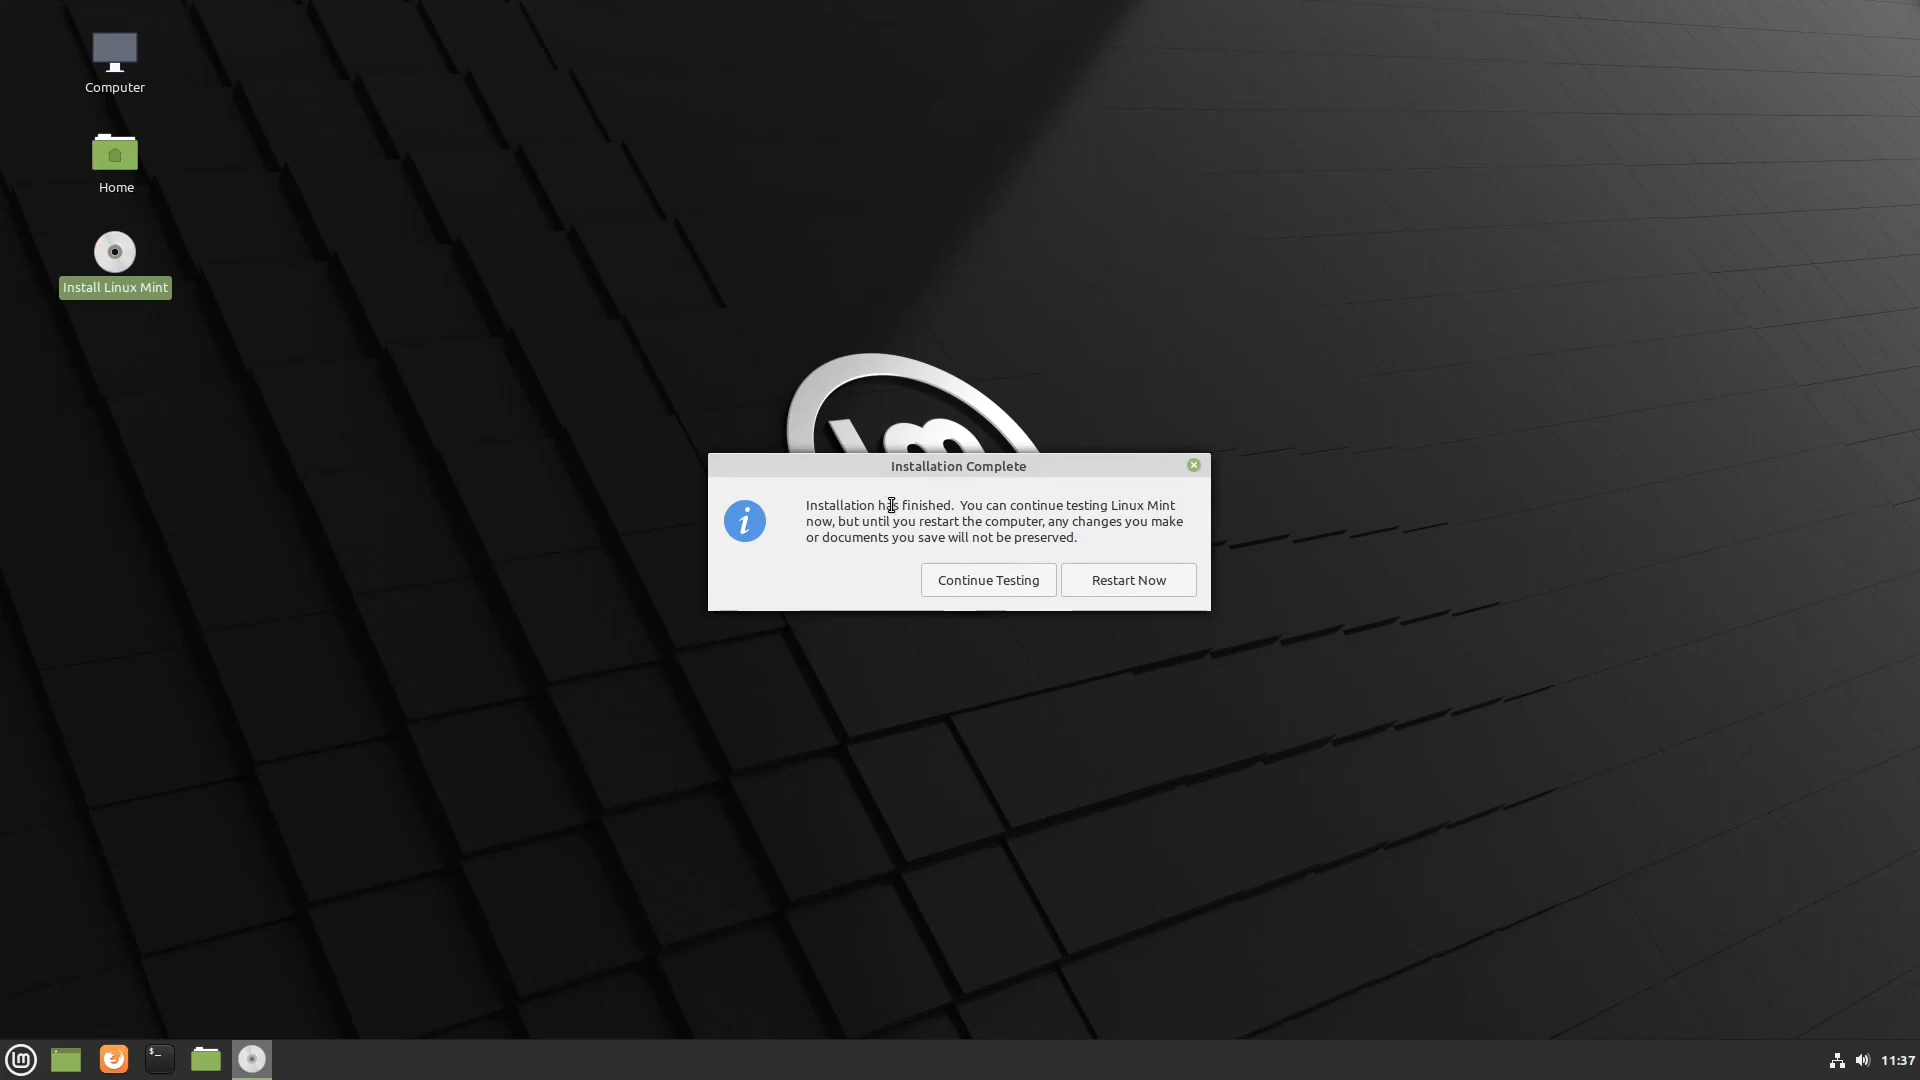 Computer
Home
Install Linux Mint
Installation Complete
Installation has finished.  You can continue testing Linux Mint
now, but until you restart the computer, any changes you make
or documents you save will not be preserved.
Continue Testing
Restart Now
11:37